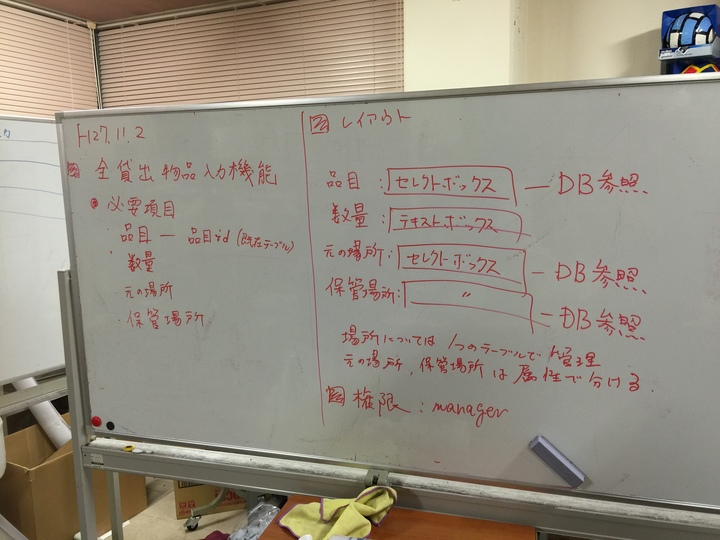 H27.11.2
全貸出物品入力機能
● 必要項目
・品目 ― 品目id (既存テーブル)
・数量
・元の場所
・保管場所
レイアウト
品目:セレクトボックス ― DB参照
数量:テキストボックス
元の場所:セレクトボックス ― DB参照
保管場所: 〃 ― DB参照
場所については1つのテーブルで管理
元の場所,保管場所は属性で分ける.
権限:manager